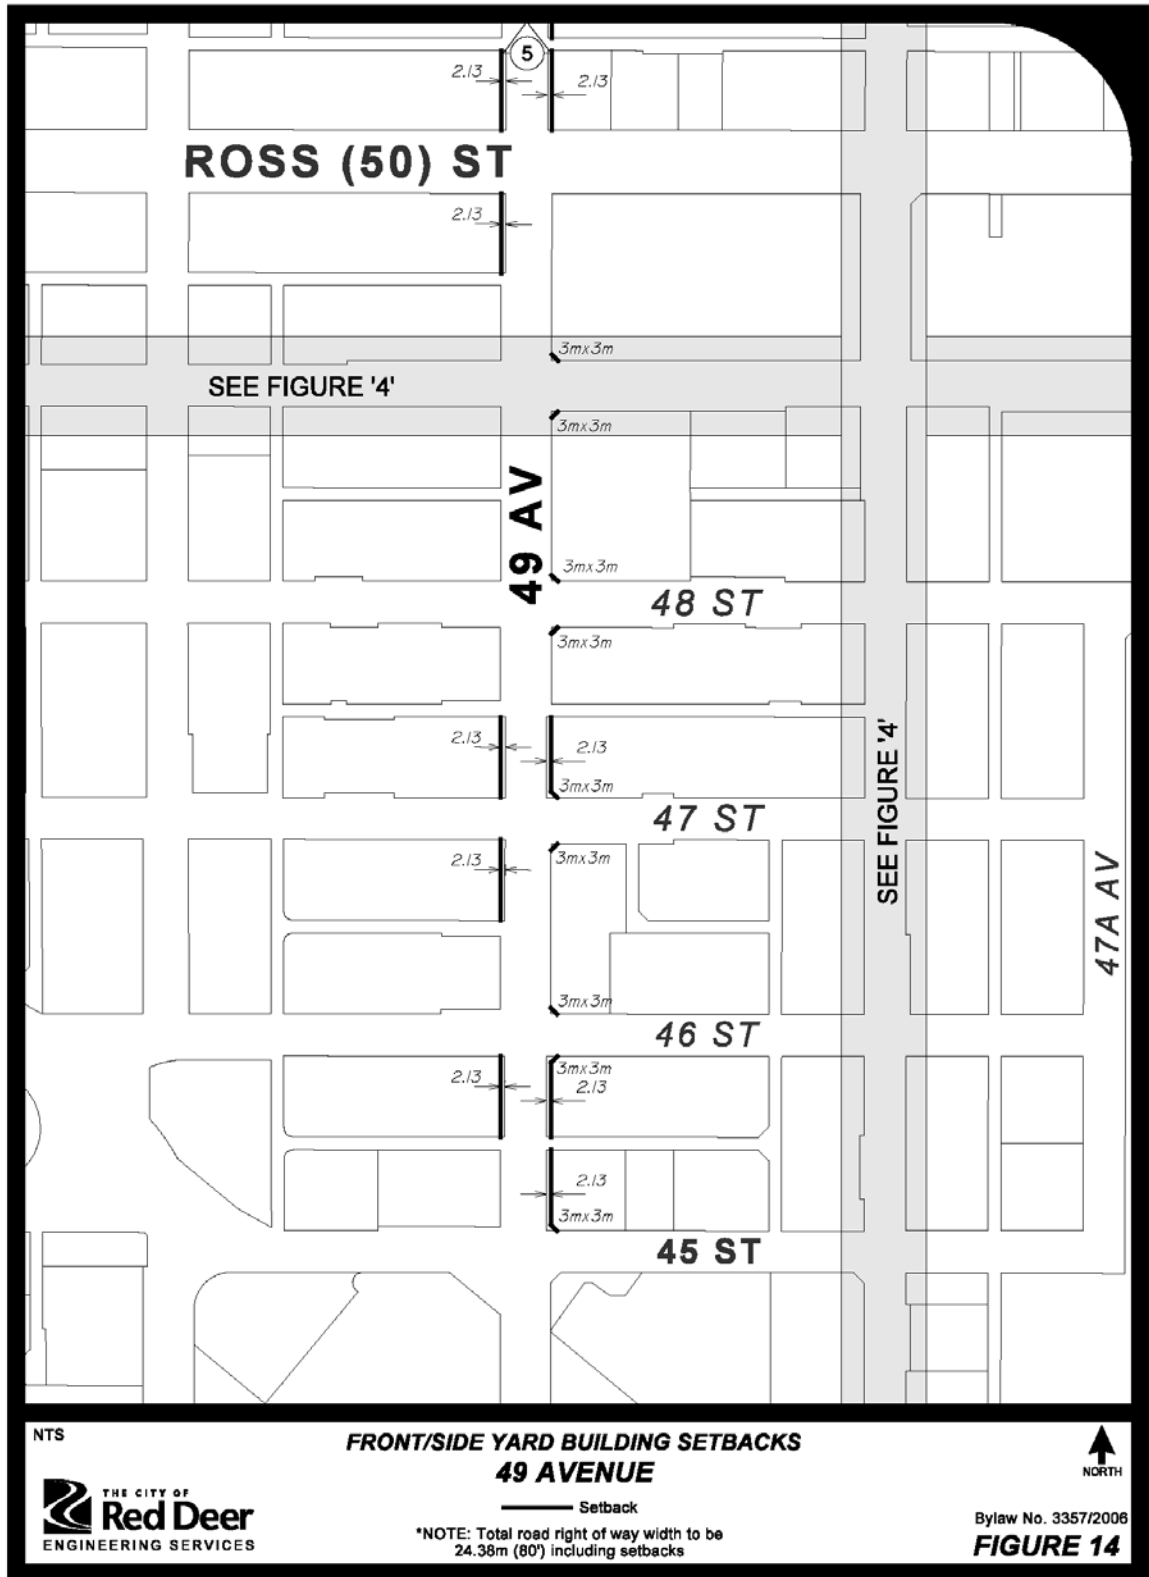 5
2.13
2.13
ROSS (50) ST
2.13
3mx3m
SEE FIGURE '4'
3mx3m
49 AV
3mx3m
48 ST
3mx3m
2.13
2.13
3mx3m
47 ST
SEE FIGURE '4'
2.13
3mx3m
47A AV
3mx3m
46 ST
3mx3m
2.13
2.13
2.13
3mx3m
45 ST
NTS
FRONT/SIDE YARD BUILDING SETBACKS
49 AVENUE
NORTH
Setback
THE CITY OF
Red Deer
ENGINEERING SERVICES
*NOTE: Total road right of way width to be
24.38m (80') including setbacks
Bylaw No. 3357/2006
FIGURE 14